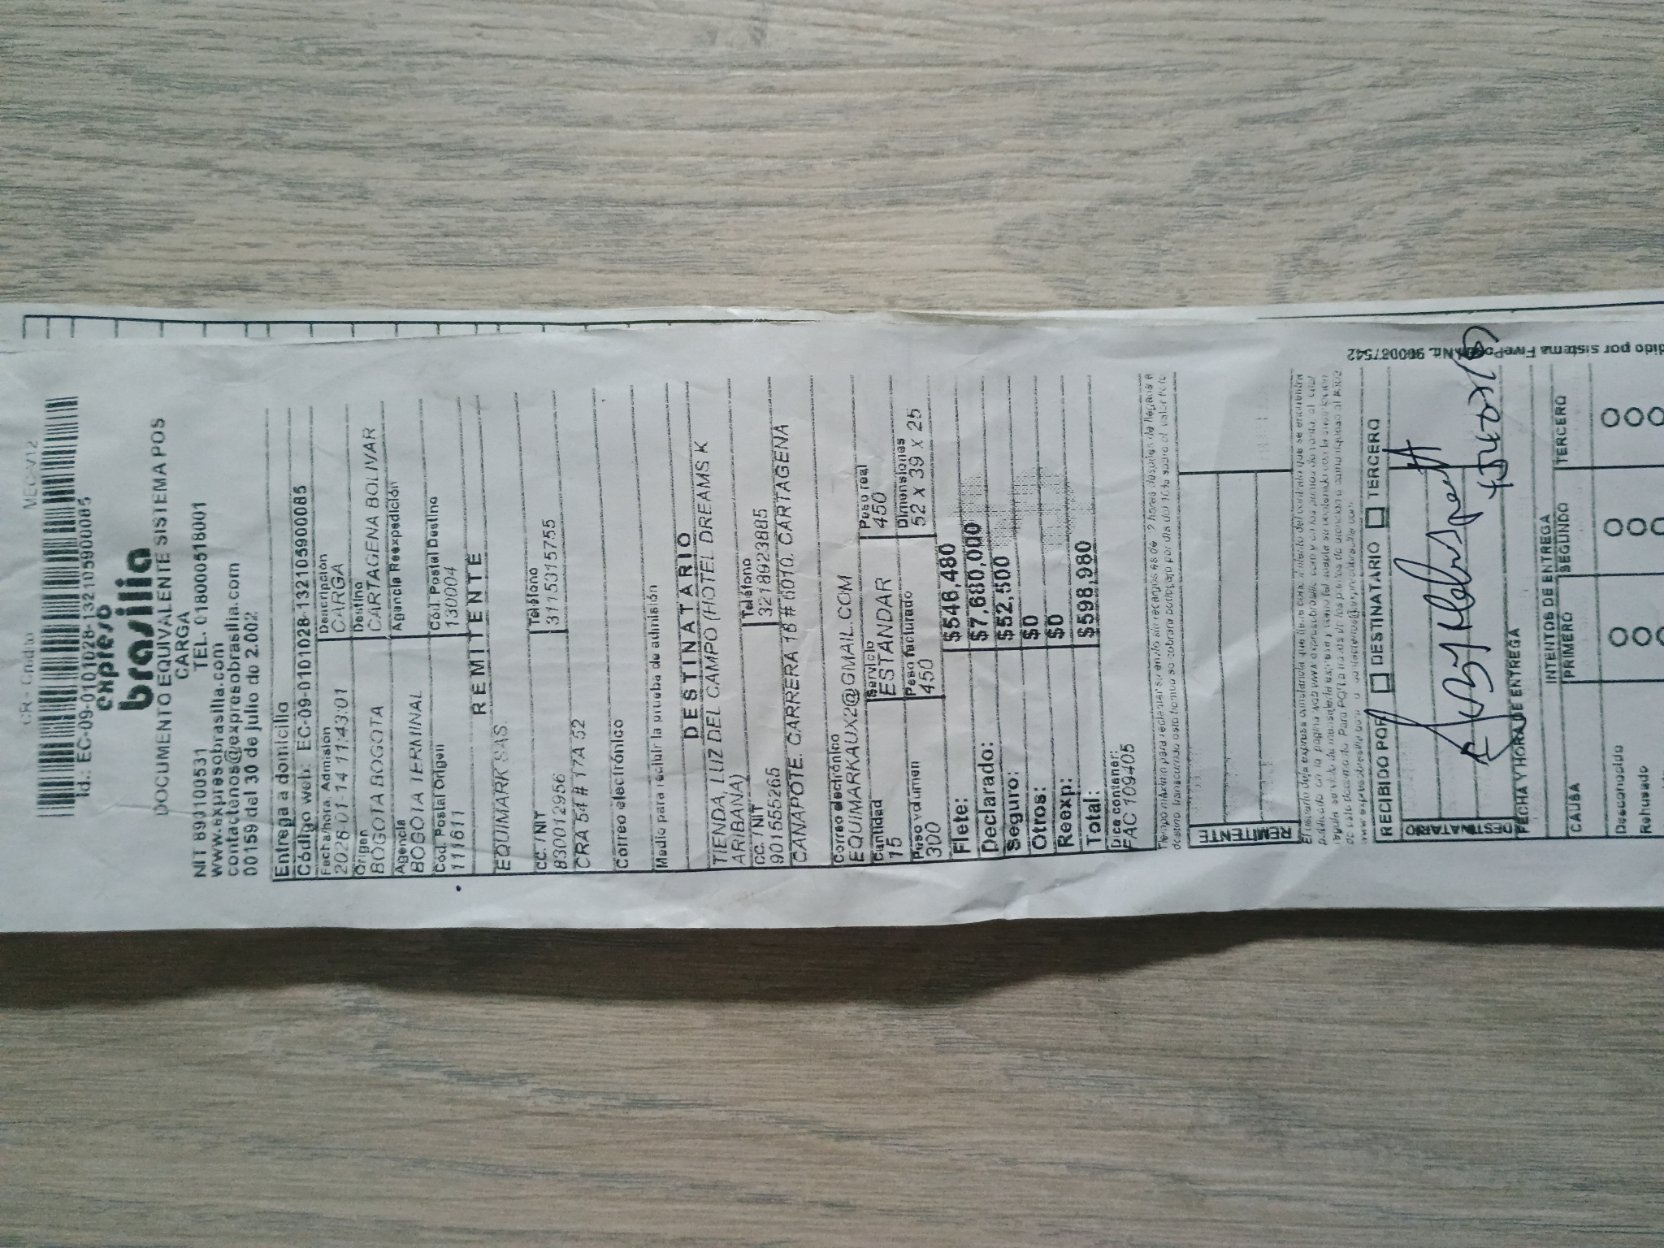 CR - Crédito
Id.: EC-09-0101028-132105900085
expreso
brasilia
DOCUMENTO EQUIVALENTE SISTEMA POS
CARGA
NIT 890100531 TEL. 018000518001
www.expresobrasilia.com
contactenos@expresobrasilia.com
00159 del 30 de julio de 2.002
Entrega a domicilio
Código web: EC-09-0101028-13210590085
Fecha/hora. Admisión Descripción
2026-01-14 11:43:01 CARGA
Origen Destino
BOGOTA BOGOTA CARTAGENA BOLIVAR
Agencia Agencia Reexpedición
BOGOTA TERMINAL
Cód. Postal Origen Cód. Postal Destino
111611 130004
REMITENTE
EQUIMARK SAS.
CC. / NIT Teléfono
830012956 3115315755
CRA 54 # 17A 52
Correo electrónico
Medio para recibir la prueba de admisión
DESTINATARIO
TIENDA, LUZ DEL CAMPO (HOTEL DREAMS K
ARIBANA)
CC. / NIT Teléfono
901555265 3218923885
CANAPOTE. CARRERA 16 # 6010. CARTAGENA
Correo electrónico
EQUIMARKAUX2@GMAIL.COM
Cantidad Servicio Peso real
15 ESTANDAR 450
Peso volumen Peso facturado Dimensiones
300 450 52 x 39 x 25
Flete: $546,480
Declarado: $7,680,000
Seguro: $52,500
Otros: $0
Reexp: $0
Total: $598,980
Dice contener:
FAC 109405
REMITENTE
RECIBIDO POR DESTINATARIO TERCERO
DESTINATARIO
FECHA Y HORA DE ENTREGA
INTENTOS DE ENTREGA
CAUSA PRIMERO SEGUNDO TERCERO
Desconocido
Rehusado